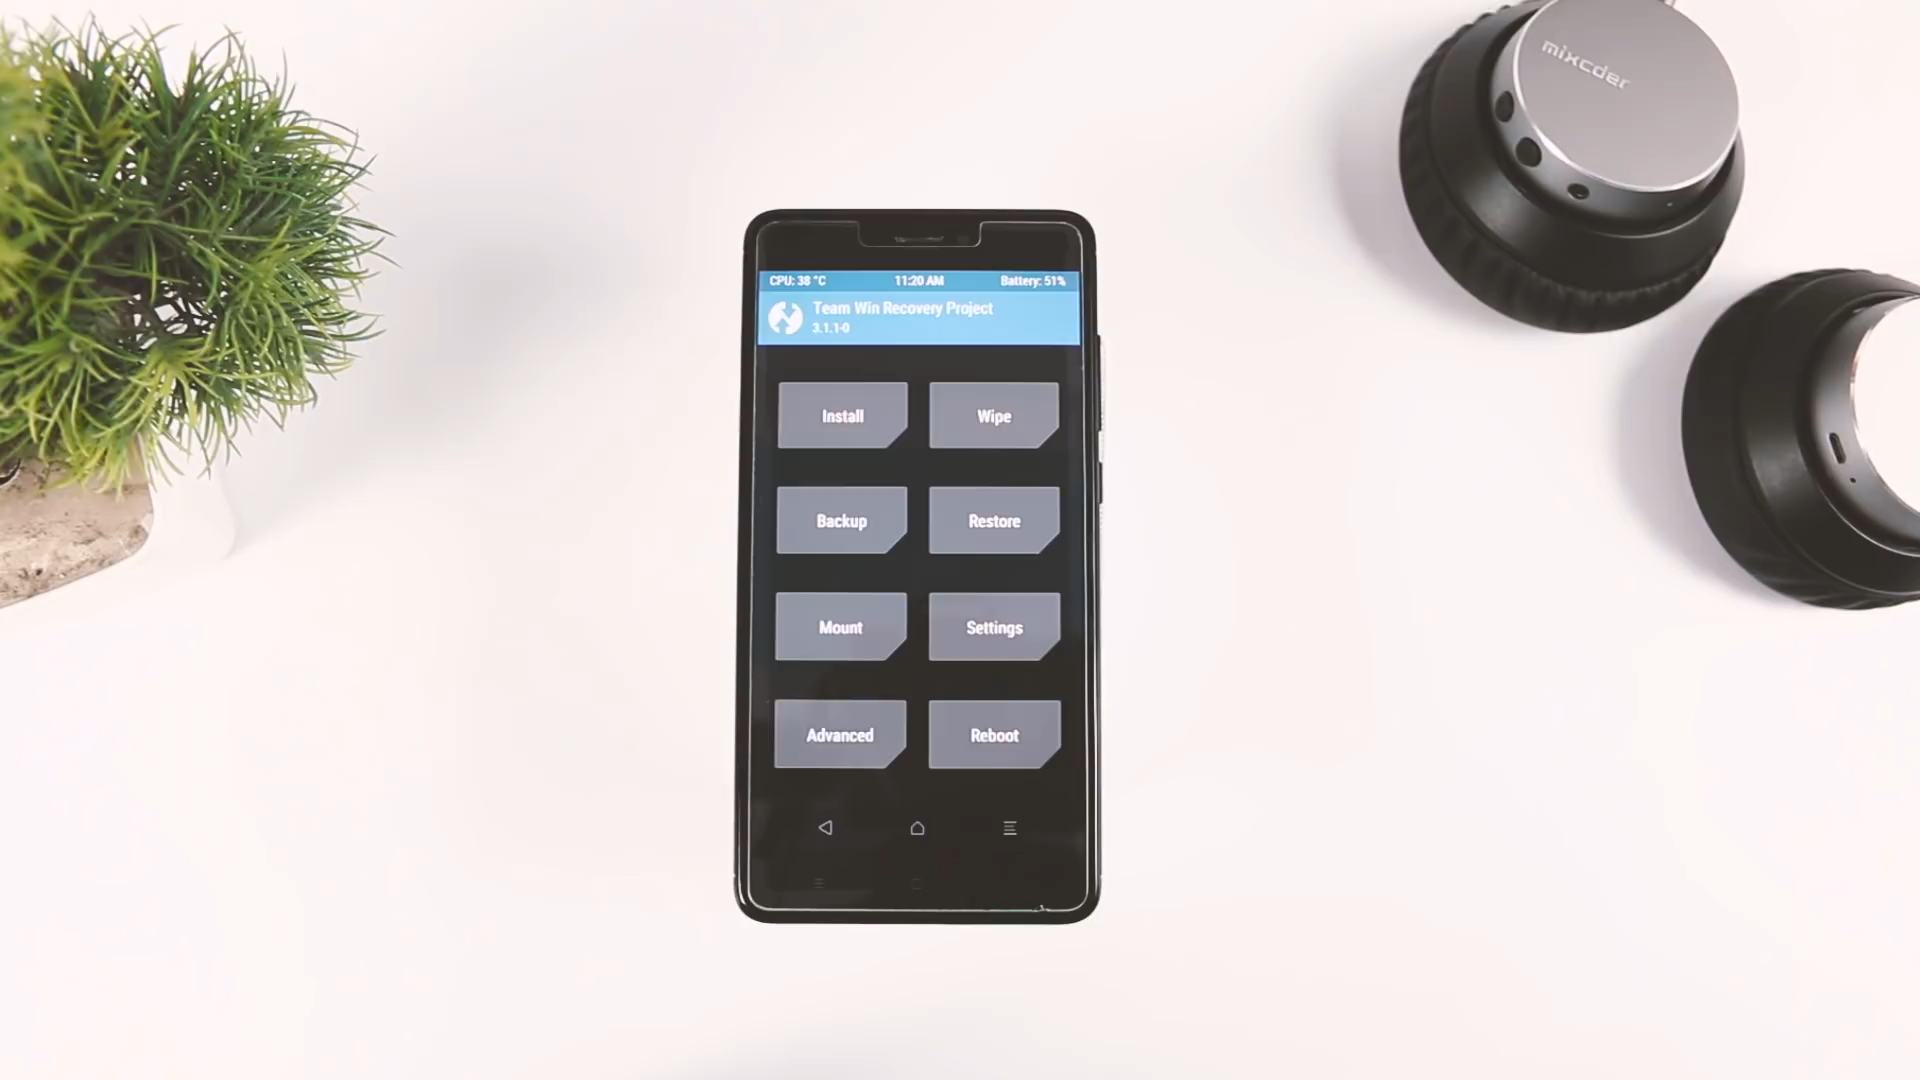 mixcder
CPU: 38 °C 11:20 AM Battery: 51%
Team Win Recovery Project
3.1.1-0
Install Wipe
Backup Restore
Mount Settings
Advanced Reboot